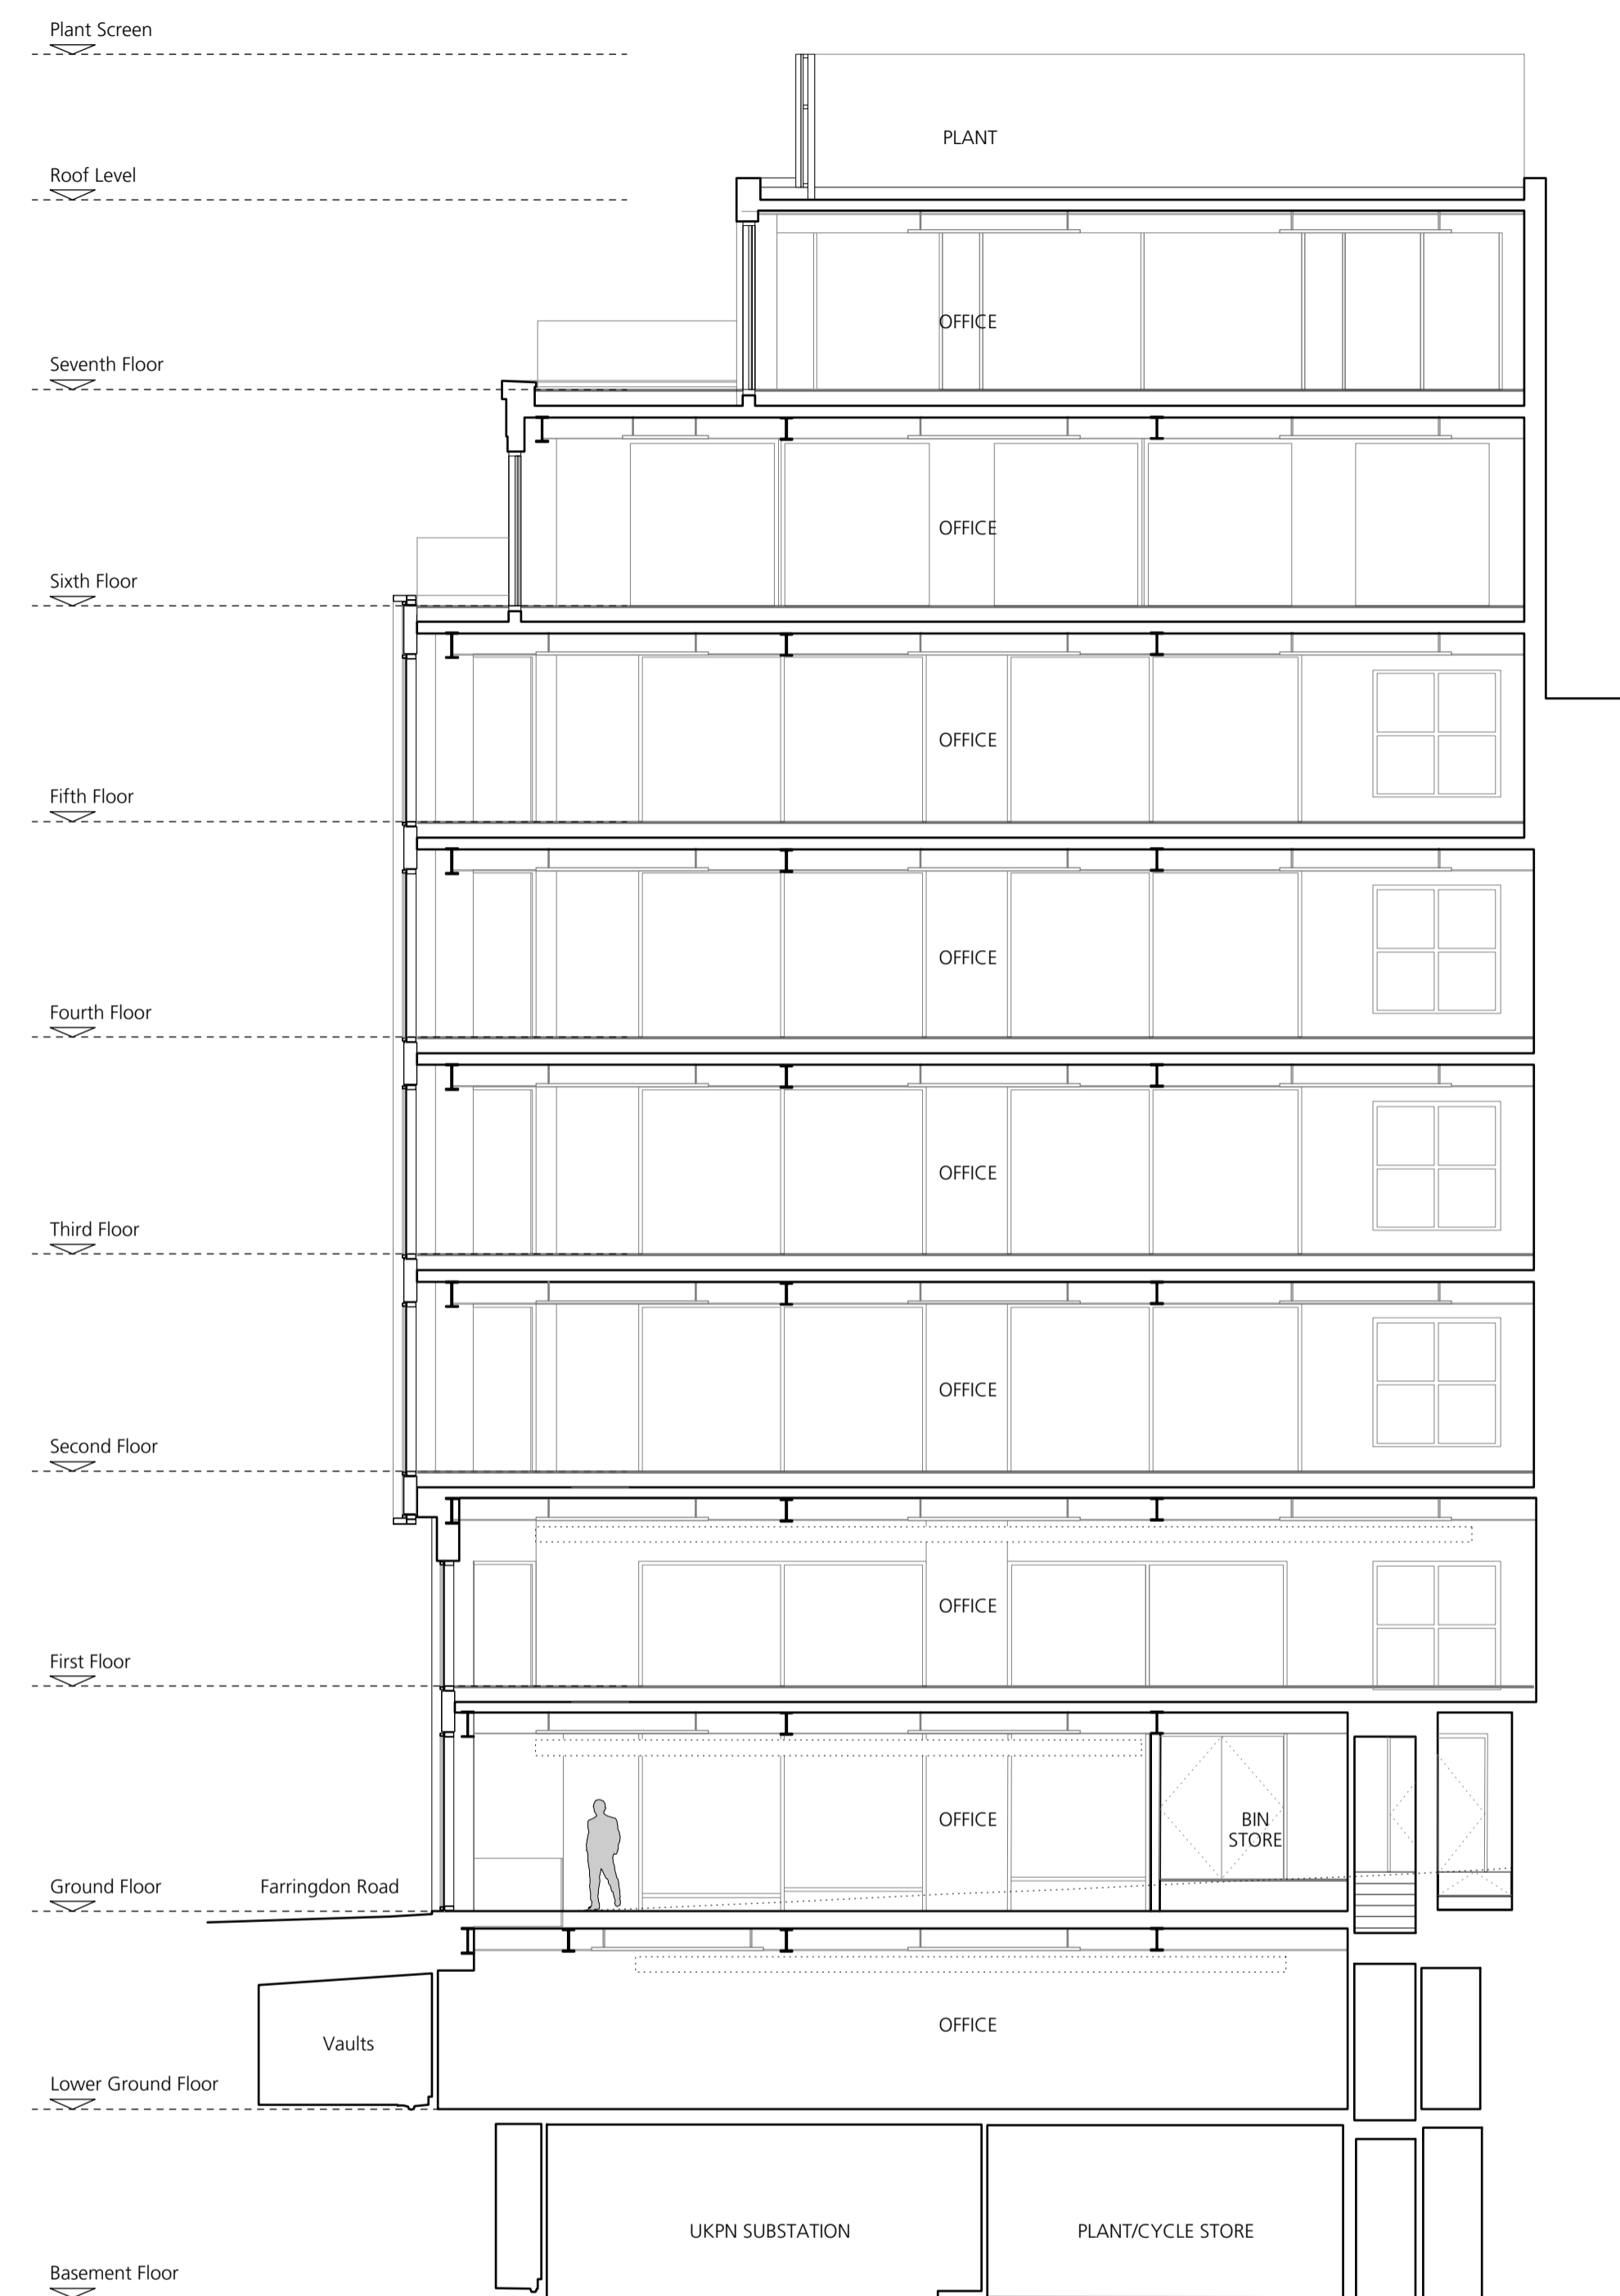 Plant Screen
PLANT
Roof Level
OFFICE
Seventh Floor
OFFICE
Sixth Floor
OFFICE
Fifth Floor
OFFICE
Fourth Floor
OFFICE
Third Floor
OFFICE
Second Floor
OFFICE
First Floor
OFFICE
BIN
STORE
Ground Floor
Farringdon Road
OFFICE
Vaults
Lower Ground Floor
UKPN SUBSTATION
PLANT/CYCLE STORE
Basement Floor